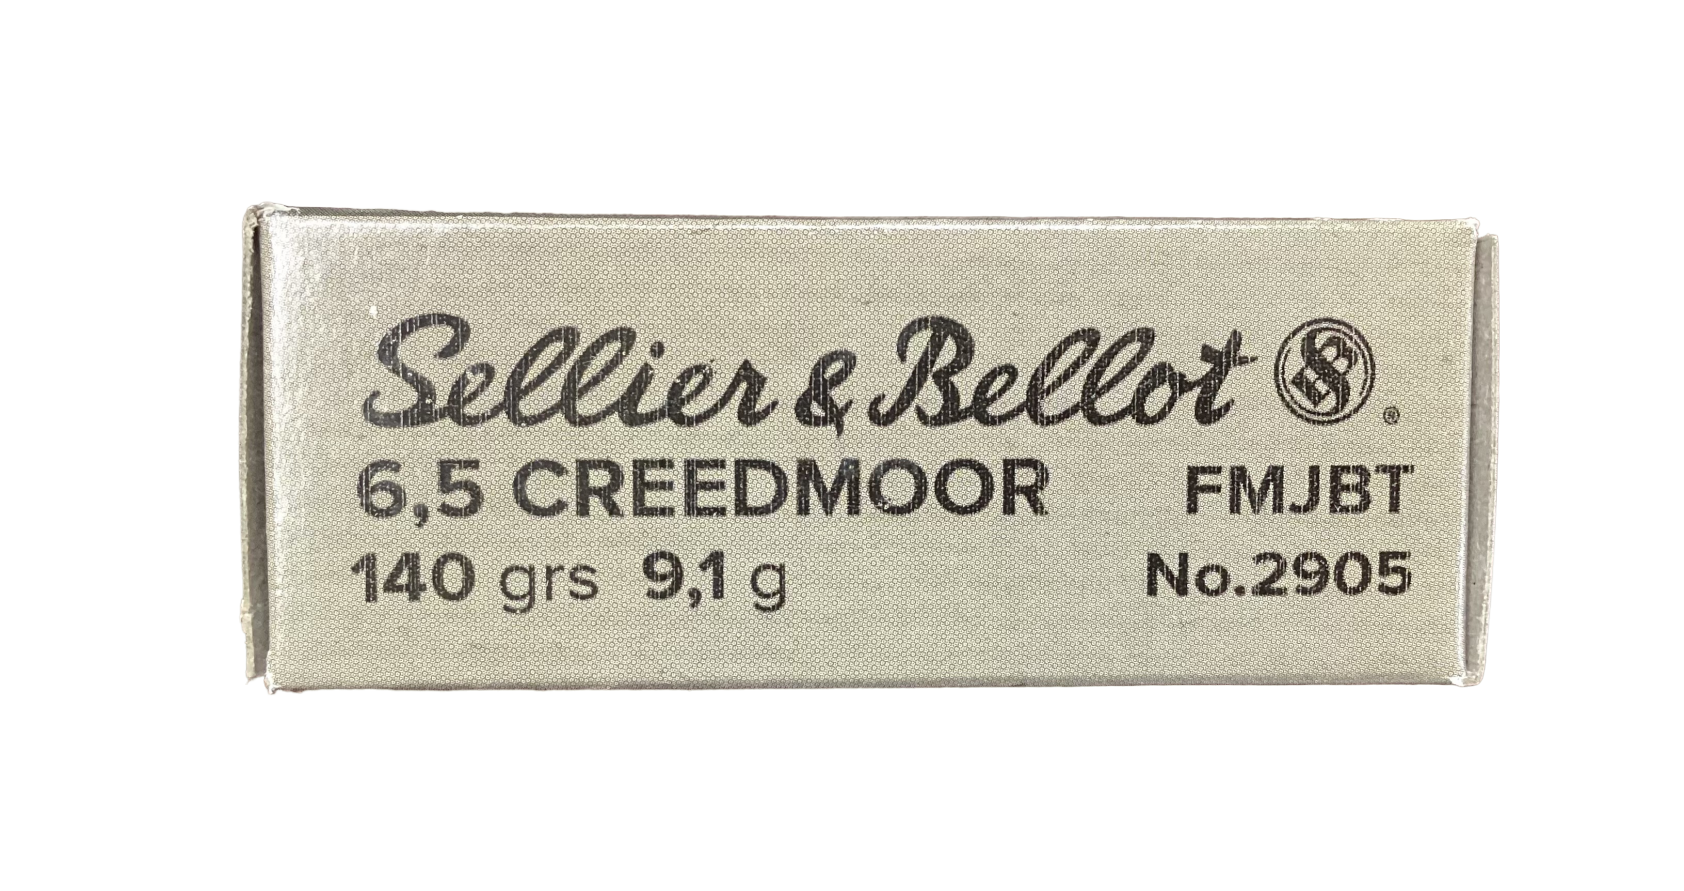 Sellier & Bellot S&B ®
6,5 CREEDMOOR FMJBT
140 grs 9,1 g No.2905